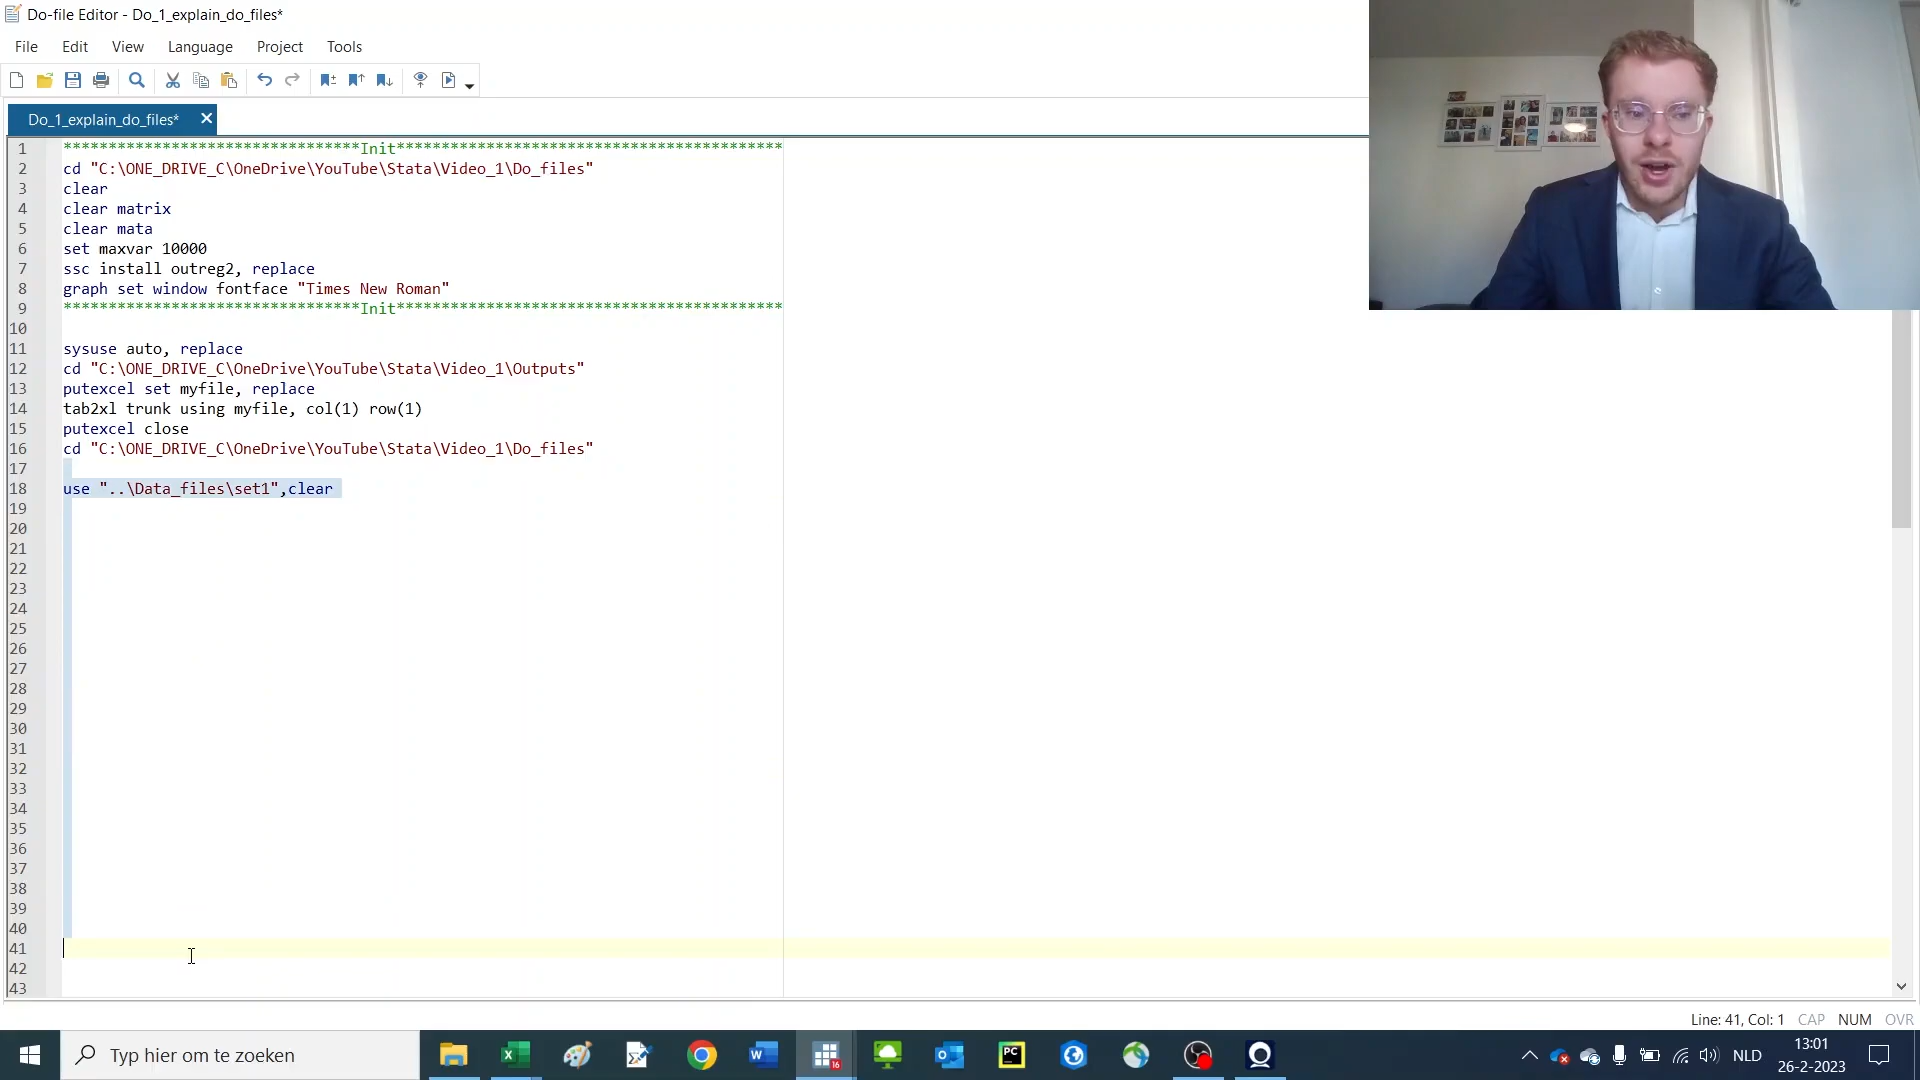 Do-file Editor - Do_1_explain_do_files*
File Edit View Language Project Tools
Do_1_explain_do_files*
1 *********************************Init*******************************************
2 cd "C:\ONE_DRIVE_C\OneDrive\YouTube\Stata\Video_1\Do_files"
3 clear
4 clear matrix
5 clear mata
6 set maxvar 10000
7 ssc install outreg2, replace
8 graph set window fontface "Times New Roman"
9 *********************************Init*******************************************
10
11 sysuse auto, replace
12 cd "C:\ONE_DRIVE_C\OneDrive\YouTube\Stata\Video_1\Outputs"
13 putexcel set myfile, replace
14 tab2xl trunk using myfile, col(1) row(1)
15 putexcel close
16 cd "C:\ONE_DRIVE_C\OneDrive\YouTube\Stata\Video_1\Do_files"
17
18 use "..\Data_files\set1",clear
19
20
21
22
23
24
25
26
27
28
29
30
31
32
33
34
35
36
37
38
39
40
41
42
43
Line: 41, Col: 1 CAP NUM OVR
Typ hier om te zoeken
16
PC
NLD
13:01
26-2-2023